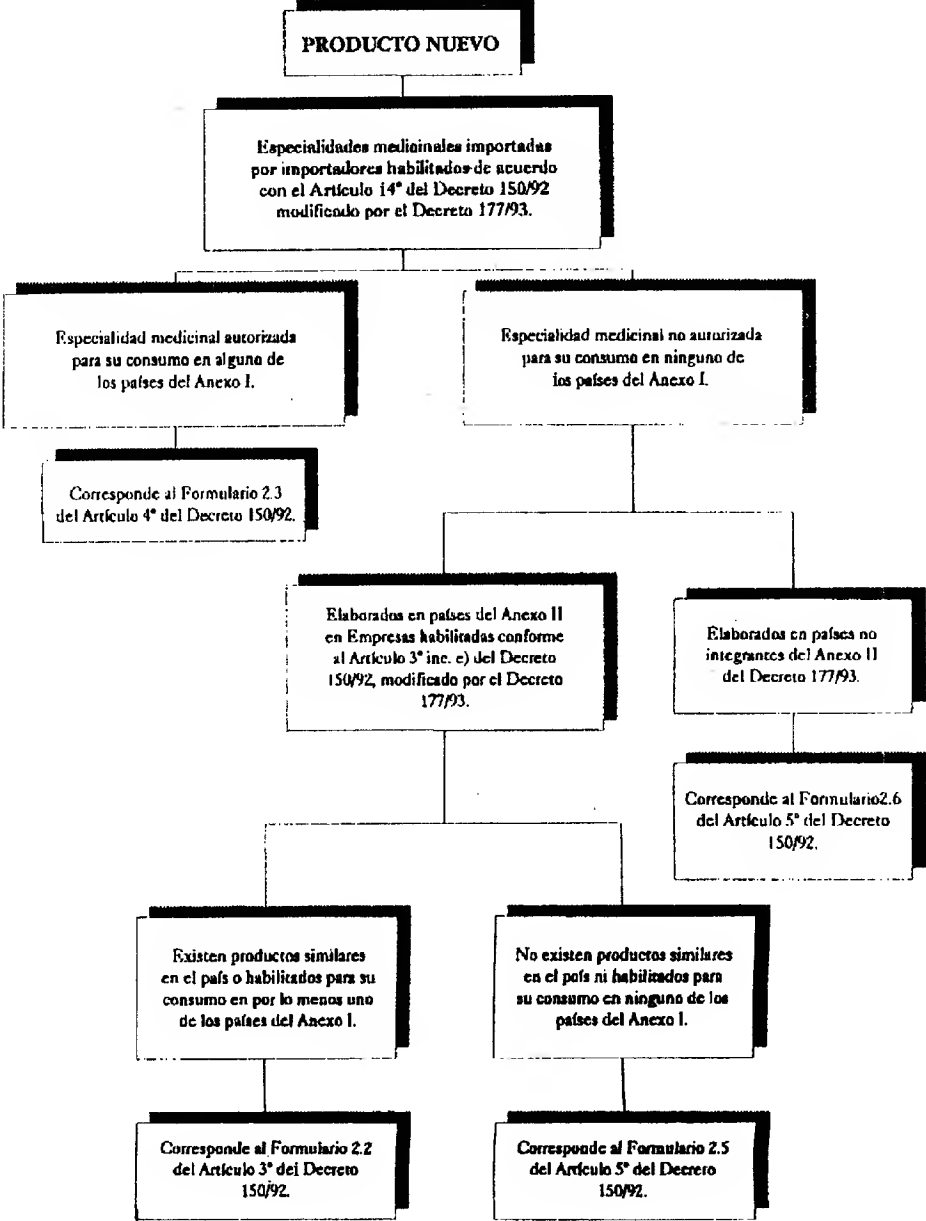 PRODUCTO NUEVO
Especialidades medicinales importadas
por importadores habilitados de acuerdo
con el Artículo 14° del Decreto 150/92
modificado por el Decreto 177/93.
Especialidad medicinal autorizada
para su consumo en alguno de
los países del Anexo I.
Especialidad medicinal no autorizada
para su consumo en ninguno de
los países del Anexo I.
Corresponde al Formulario 2.3
del Artículo 4° del Decreto 150/92.
Elaborados en países del Anexo II
en Empresas habilitadas conforme
al Artículo 3° inc. e) del Decreto
150/92, modificado por el Decreto
177/93.
Elaborados en países no
integrantes del Anexo II
del Decreto 177/93.
Corresponde al Formulario2.6
del Artículo 5° del Decreto
150/92.
Existen productos similares
en el país o habilitados para su
consumo en por lo menos uno
de los países del Anexo I.
No existen productos similares
en el país ni habilitados para
su consumo en ninguno de los
países del Anexo I.
Corresponde al Formulario 2.2
del Artículo 3° del Decreto
150/92.
Corresponde al Formulario 2.5
del Artículo 5° del Decreto
150/92.